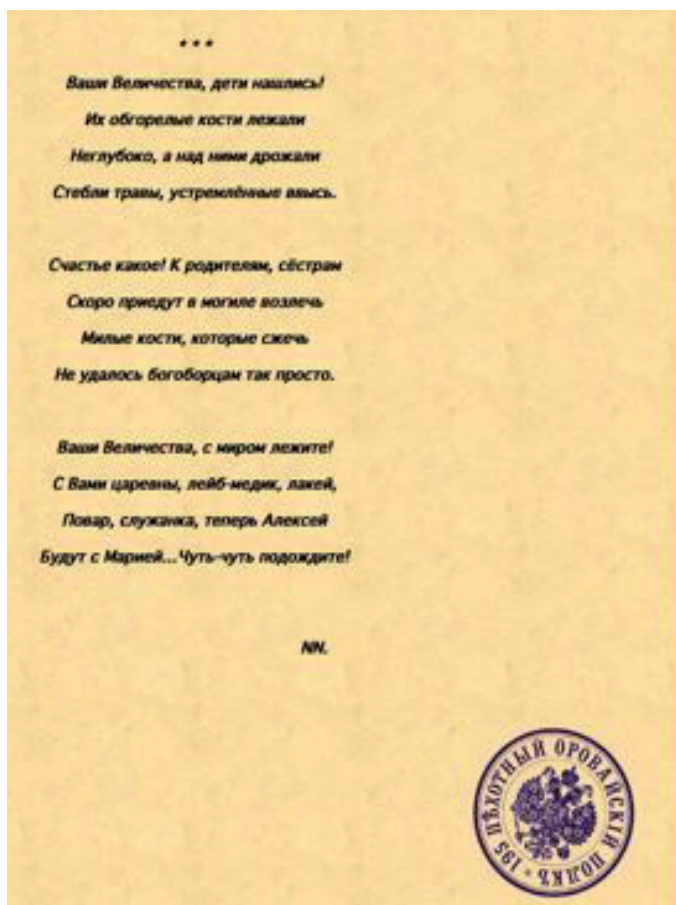 * * *
Ваши Величества, дети нашлись!
Их обгорелые кости лежали
Неглубоко, а над ними дрожали
Стебли травы, устремлённые ввысь.
Счастье какое! К родителям, сёстрам
Скоро приедут в могиле возлечь
Милые кости, которые сжечь
Не удалось богоборцам так просто.
Ваши Величества, с миром лежите!
С Вами царевны, лейб-медик, лакей,
Повар, служанка, теперь Алексей
Будут с Марией...Чуть-чуть подождите!
NN.
195 ПѢХОТНЫЙ ОРОВАЙСКІЙ ПОЛКЪ